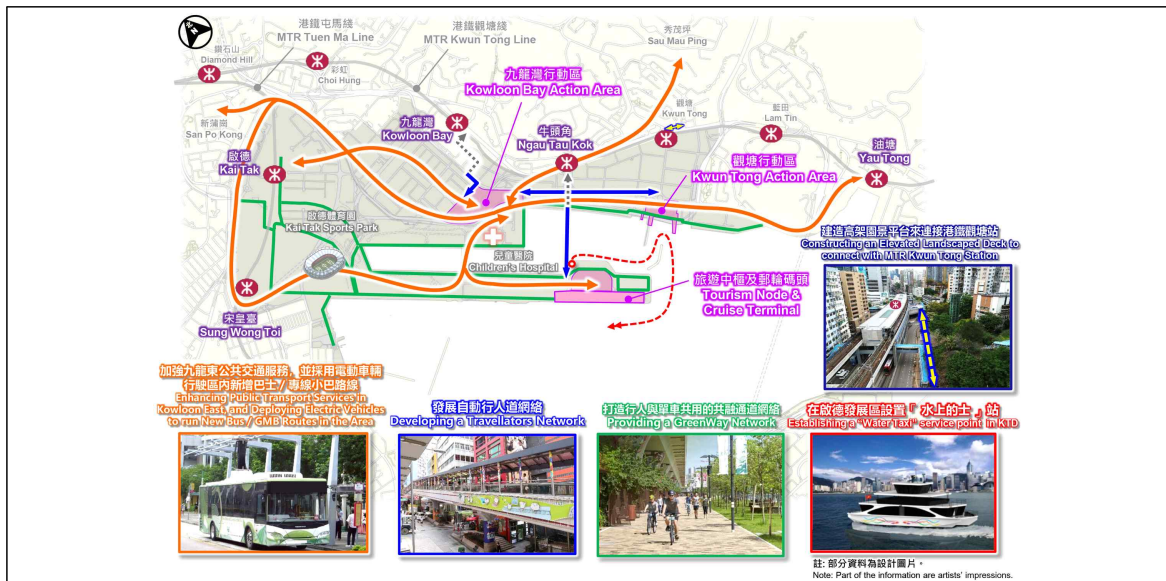 港鐵屯馬綫
MTR Tuen Ma Line
港鐵觀塘綫
MTR Kwun Tong Line
秀茂坪
Sau Mau Ping
鑽石山
Diamond Hill
彩虹
Choi Hung
九龍灣行動區
Kowloon Bay Action Area
新蒲崗
San Po Kong
九龍灣
Kowloon Bay
牛頭角
Ngau Tau Kok
觀塘
Kwun Tong
藍田
Lam Tin
油塘
Yau Tong
啟德
Kai Tak
觀塘行動區
Kwun Tong Action Area
啟德體育園
Kai Tak Sports Park
兒童醫院
Children's Hospital
宋皇臺
Sung Wong Toi
旅遊中樞及郵輪碼頭
Tourism Node &
Cruise Terminal
建造高架園景平台來連接港鐵觀塘站
Constructing an Elevated Landscaped Deck to
connect with MTR Kwun Tong Station
加強九龍東公共交通服務，並採用電動車輛
行駛區內新增巴士 / 專線小巴路線
Enhancing Public Transport Services in
Kowloon East, and Deploying Electric Vehicles
to run New Bus / GMB Routes in the Area
發展自動行人道網絡
Developing a Travellators Network
打造行人與單車共用的共融通道網絡
Providing a GreenWay Network
在啟德發展區設置「水上的士」站
Establishing a "Water Taxi" service point in KTD
註: 部分資料為設計圖片。
Note: Part of the information are artists' impressions.